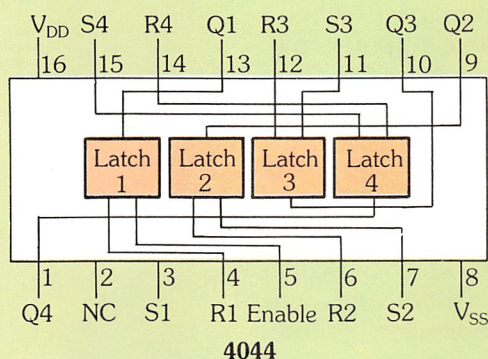 VDD S4 R4 Q1 R3 S3 Q3 Q2
16 15 14 13 12 11 10 9
Latch 1
Latch 2
Latch 3
Latch 4
1 2 3 4 5 6 7 8
Q4 NC S1 R1 Enable R2 S2 VSS
4044